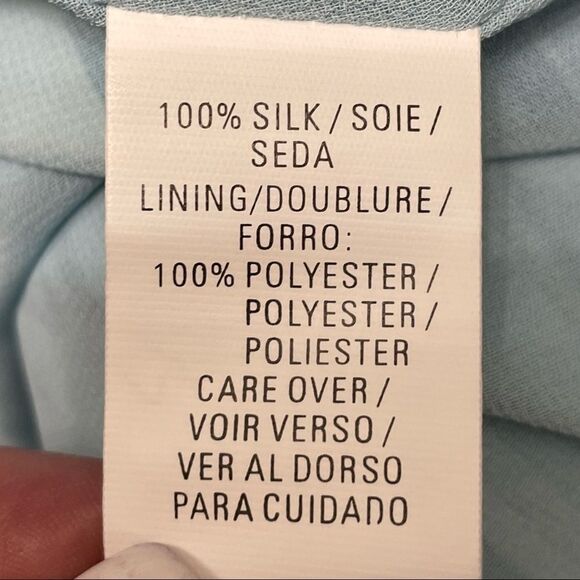 100% SILK / SOIE /
SEDA
LINING/DOUBLURE /
FORRO:
100% POLYESTER /
POLYESTER /
POLIESTER
CARE OVER /
VOIR VERSO /
VER AL DORSO
PARA CUIDADO